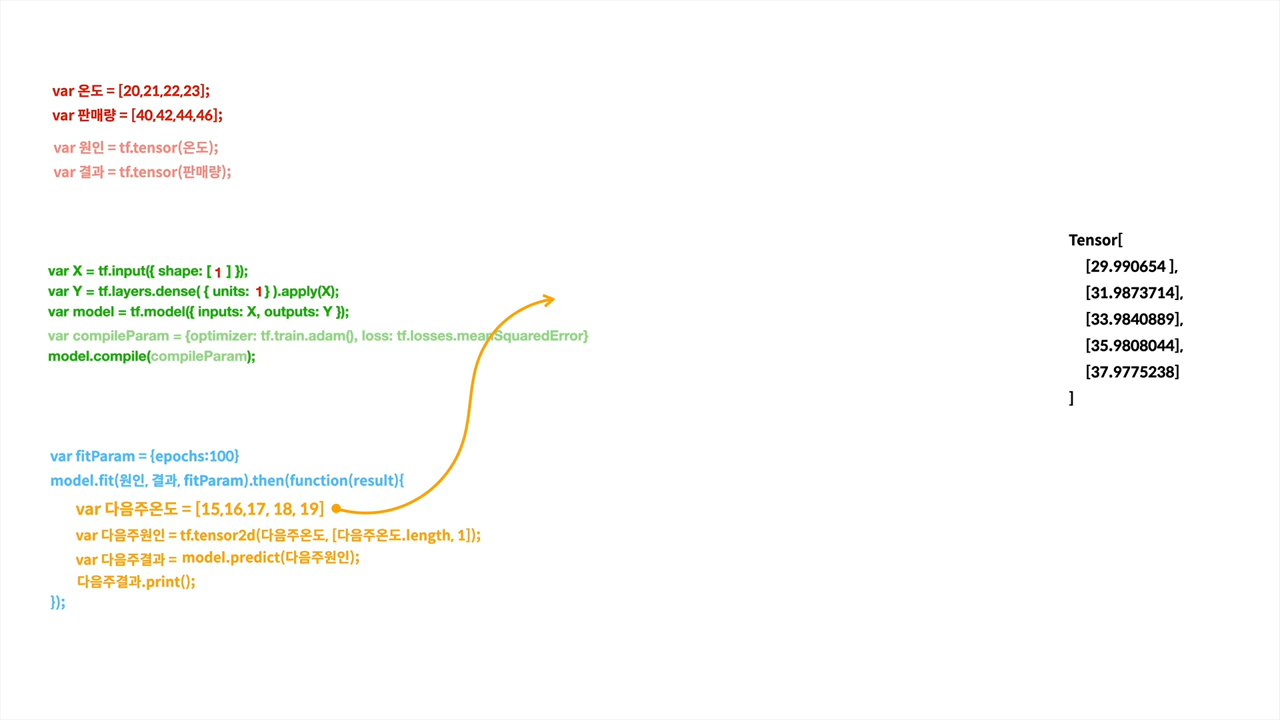 var 온도 = [20,21,22,23];
var 판매량 = [40,42,44,46];
var 원인 = tf.tensor(온도);
var 결과 = tf.tensor(판매량);
var X = tf.input({ shape: [ 1 ] });
var Y = tf.layers.dense( { units: 1 } ).apply(X);
var model = tf.model({ inputs: X, outputs: Y });
var compileParam = {optimizer: tf.train.adam(), loss: tf.losses.meanSquaredError}
model.compile(compileParam);
var fitParam = {epochs:100}
model.fit(원인, 결과, fitParam).then(function(result){
var 다음주온도 = [15,16,17, 18, 19]
var 다음주원인 = tf.tensor2d(다음주온도, [다음주온도.length, 1]);
var 다음주결과 = model.predict(다음주원인);
다음주결과.print();
});
Tensor[
[29.990654 ],
[31.9873714],
[33.9840889],
[35.9808044],
[37.9775238]
]